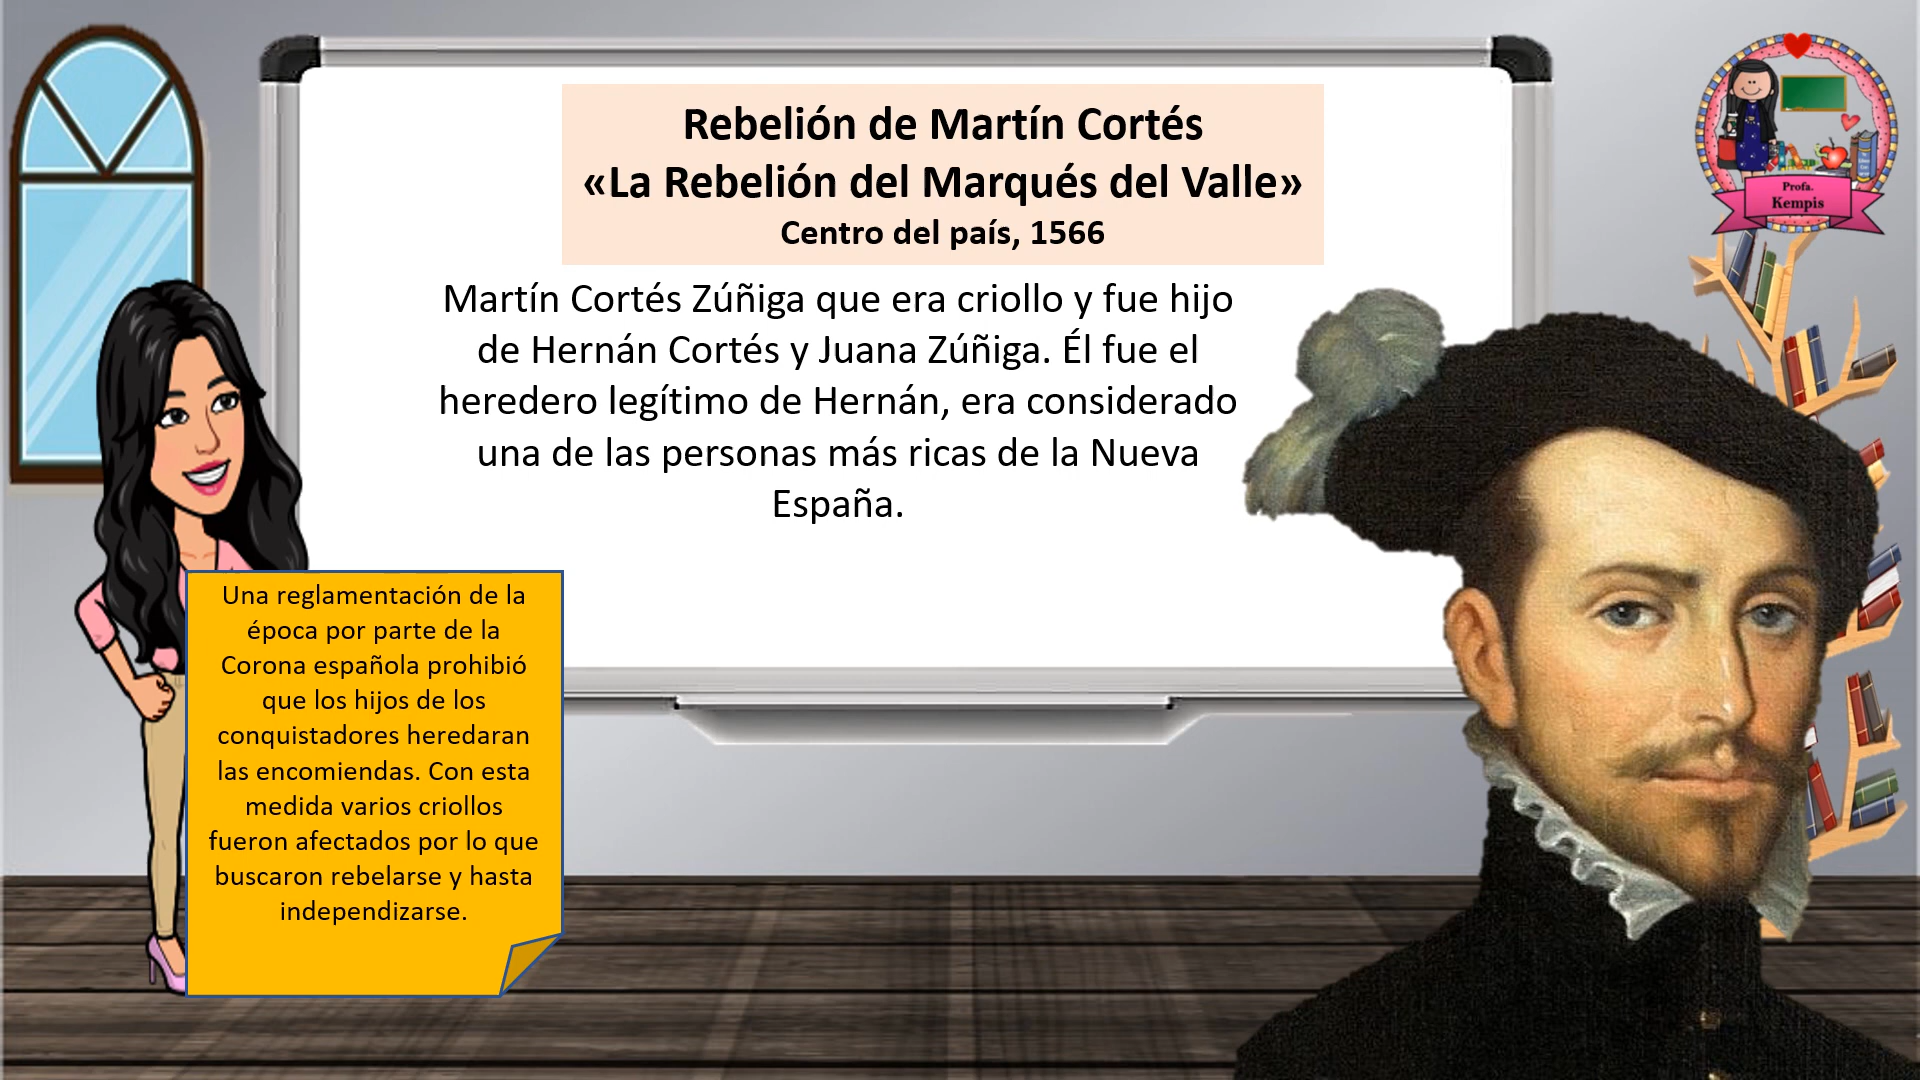 Rebelión de Martín Cortés
«La Rebelión del Marqués del Valle»
Centro del país, 1566
Martín Cortés Zúñiga que era criollo y fue hijo
de Hernán Cortés y Juana Zúñiga. Él fue el
heredero legítimo de Hernán, era considerado
una de las personas más ricas de la Nueva
España.
Una reglamentación de la
época por parte de la
Corona española prohibió
que los hijos de los
conquistadores heredaran
las encomiendas. Con esta
medida varios criollos
fueron afectados por lo que
buscaron rebelarse y hasta
independizarse.
Profa.
Kempis